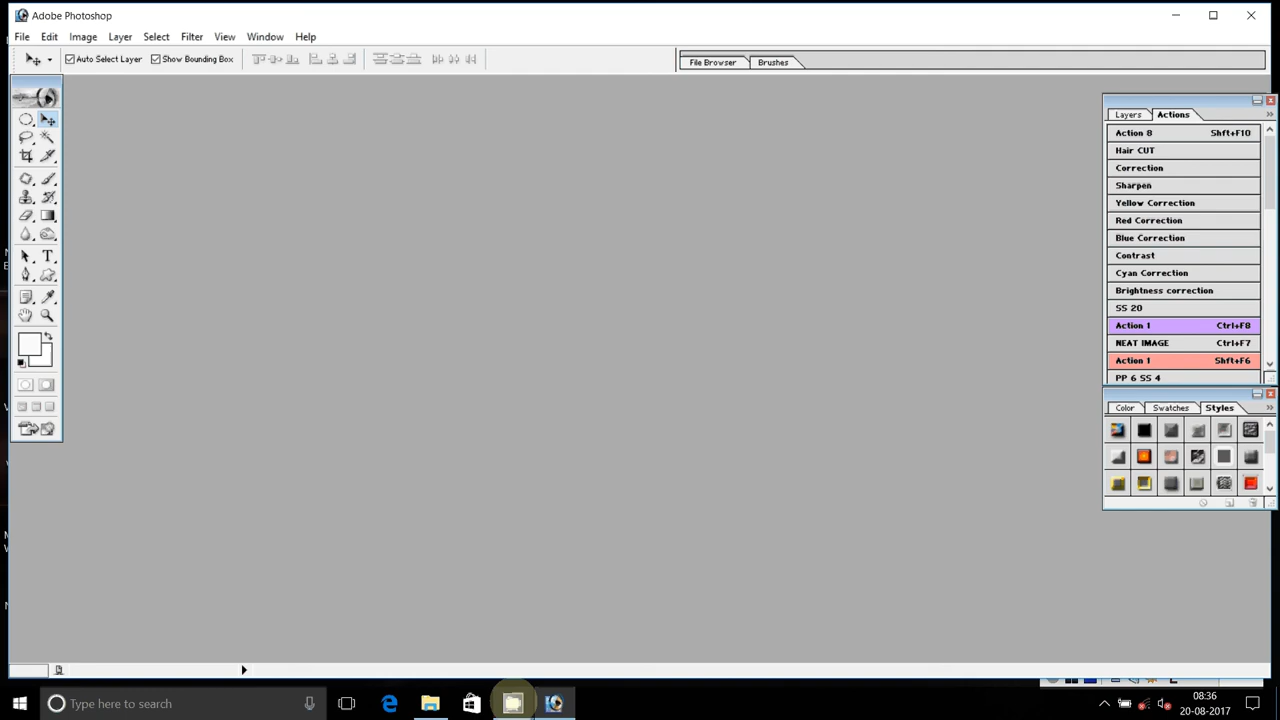 Adobe Photoshop
File Edit Image Layer Select Filter View Window Help
Auto Select Layer Show Bounding Box File Browser Brushes
Layers Actions
Action 8 Shft+F10
Hair CUT
Correction
Sharpen
Yellow Correction
Red Correction
Blue Correction
Contrast
Cyan Correction
Brightness correction
SS 20
Action 1 Ctrl+F8
NEAT IMAGE Ctrl+F7
Action 1 Shft+F6
PP 6 SS 4
Color Swatches Styles
Type here to search
08:36
20-08-2017